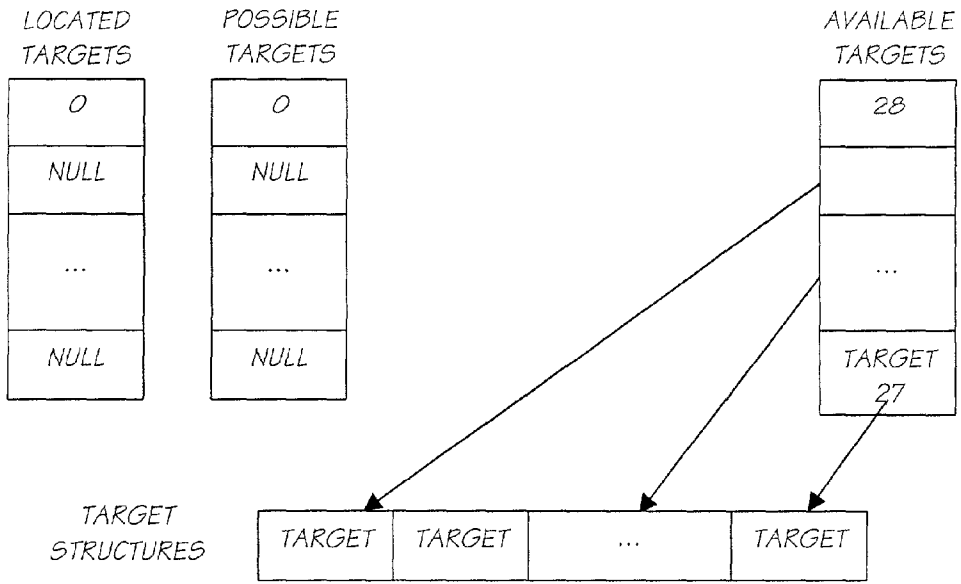 LOCATED
TARGETS
0
NULL
...
NULL
POSSIBLE
TARGETS
0
NULL
...
NULL
AVAILABLE
TARGETS
28
...
TARGET
27
TARGET
STRUCTURES
TARGET
TARGET
...
TARGET